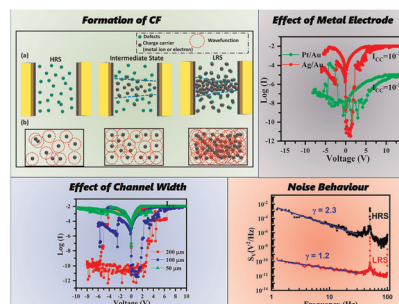 Formation of CF
Defects
Charge carrier
(metal ion or electron)
Wavefunction
(a)
HRS
Intermediate State
LRS
(b)
Effect of Metal Electrode
Pt/Au
Ag/Au
Log (I)
Voltage (V)
Effect of Channel Width
Log (I)
200 µm
100 µm
50 µm
Voltage (V)
Noise Behaviour
γ = 2.3
γ = 1.2
HRS
LRS